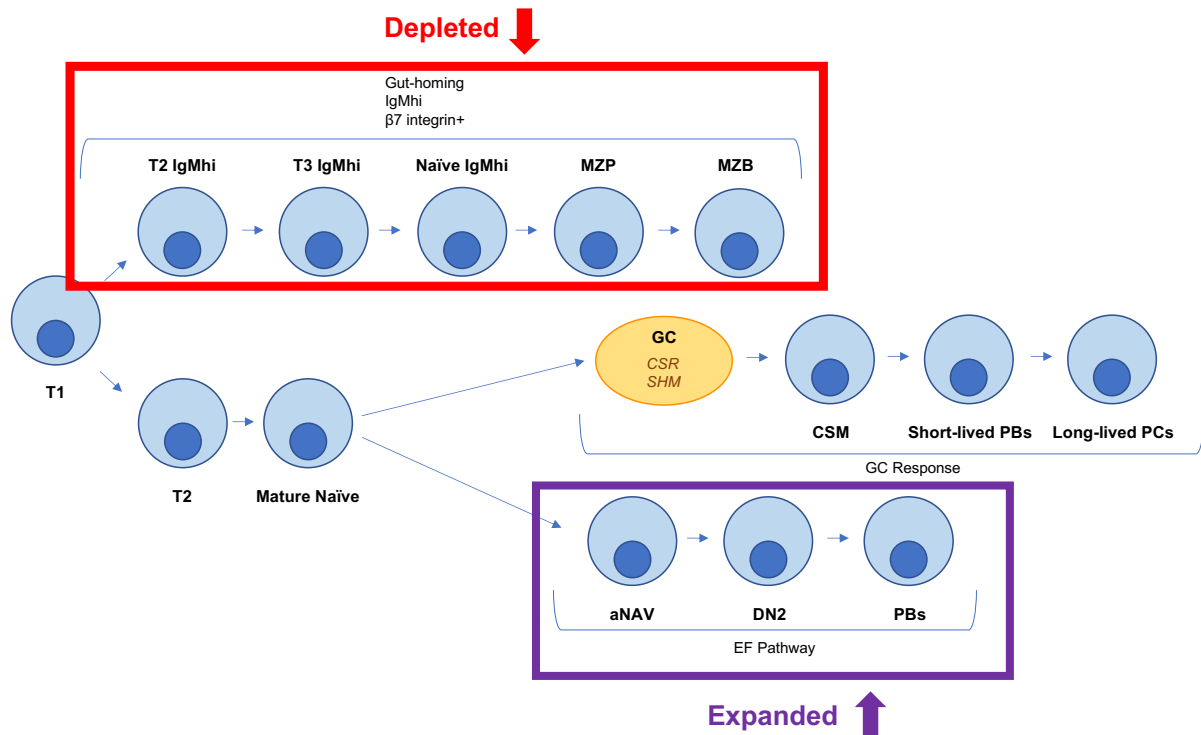 Depleted
Gut-homing
IgMhi
β7 integrin+
T2 IgMhi
T3 IgMhi
Naïve IgMhi
MZP
MZB
T1
GC
CSR
SHM
CSM
Short-lived PBs
Long-lived PCs
GC Response
T2
Mature Naïve
aNAV
DN2
PBs
EF Pathway
Expanded